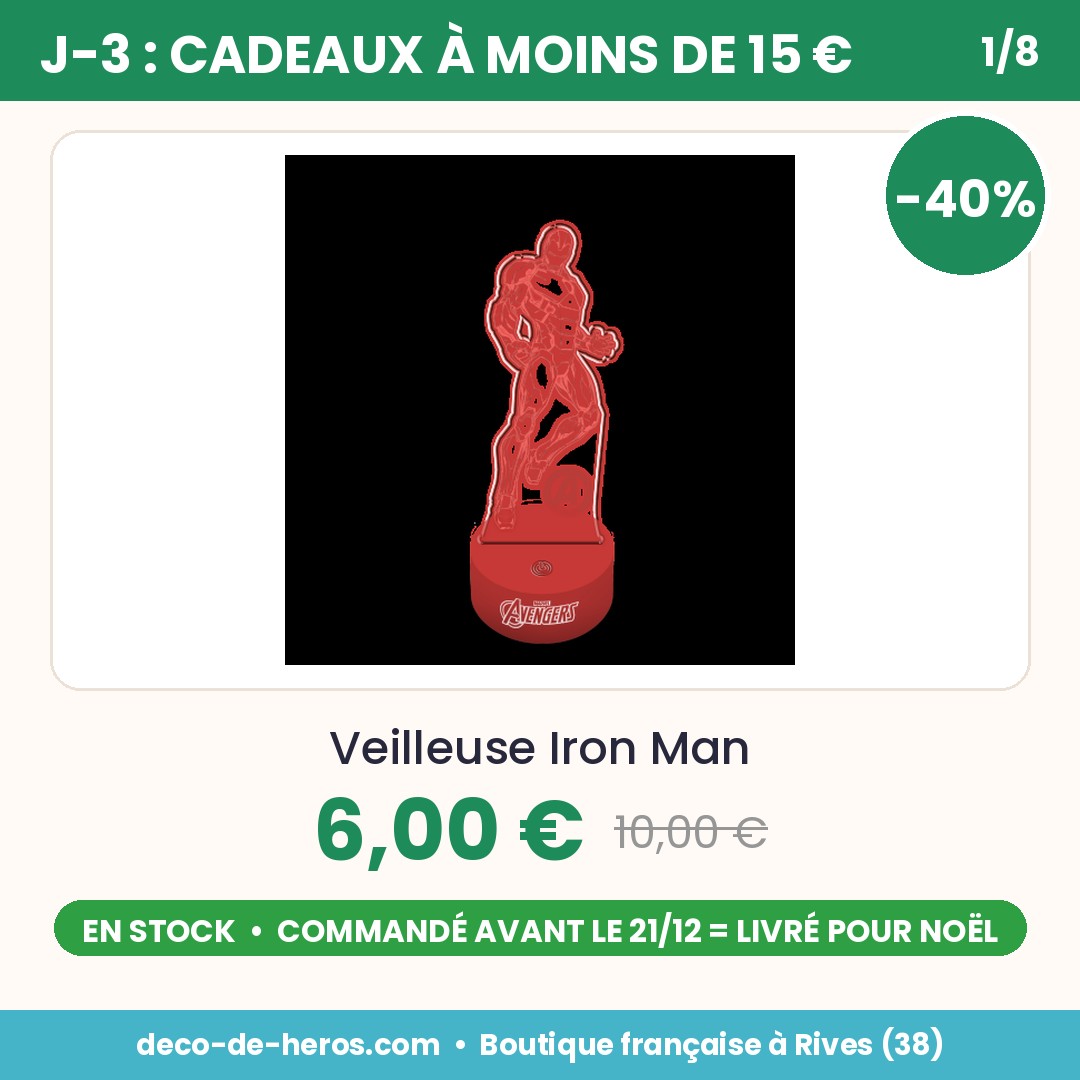 J-3 : CADEAUX À MOINS DE 15 €
1/8
-40%
MARVEL
AVENGERS
Veilleuse Iron Man
6,00 € 10,00 €
EN STOCK • COMMANDÉ AVANT LE 21/12 = LIVRÉ POUR NOËL
deco-de-heros.com • Boutique française à Rives (38)